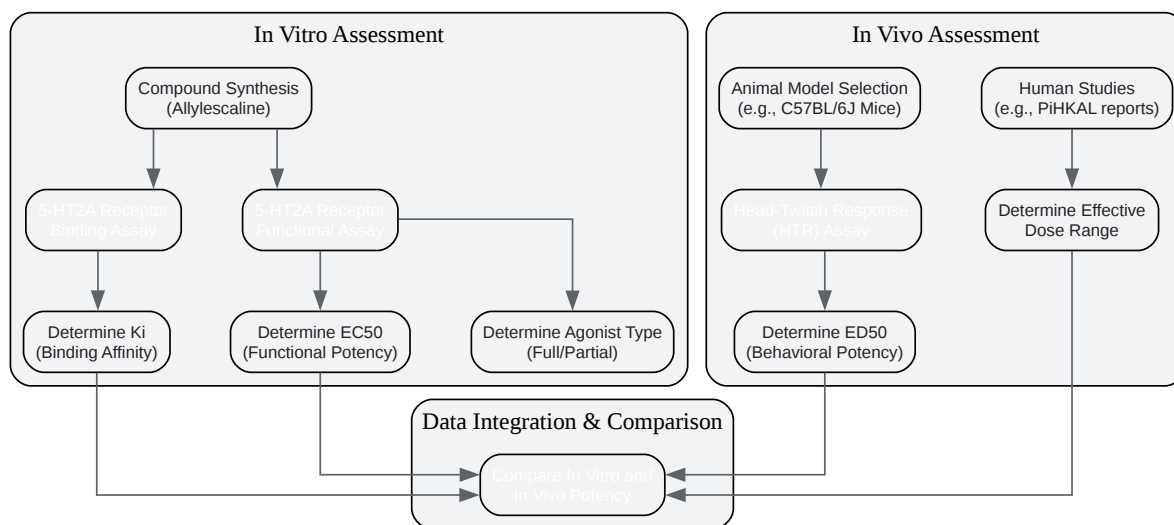 In Vitro Assessment
Compound Synthesis
(Allylescaline)
5-HT2A Receptor
Binding Assay
5-HT2A Receptor
Functional Assay
Determine Ki
(Binding Affinity)
Determine EC50
(Functional Potency)
Determine Agonist Type
(Full/Partial)
In Vivo Assessment
Animal Model Selection
(e.g., C57BL/6J Mice)
Human Studies
(e.g., PiHKAL reports)
Head-Twitch Response
(HTR) Assay
Determine Effective
Dose Range
Determine ED50
(Behavioral Potency)
Data Integration & Comparison
Compare In Vitro and
In Vivo Potency